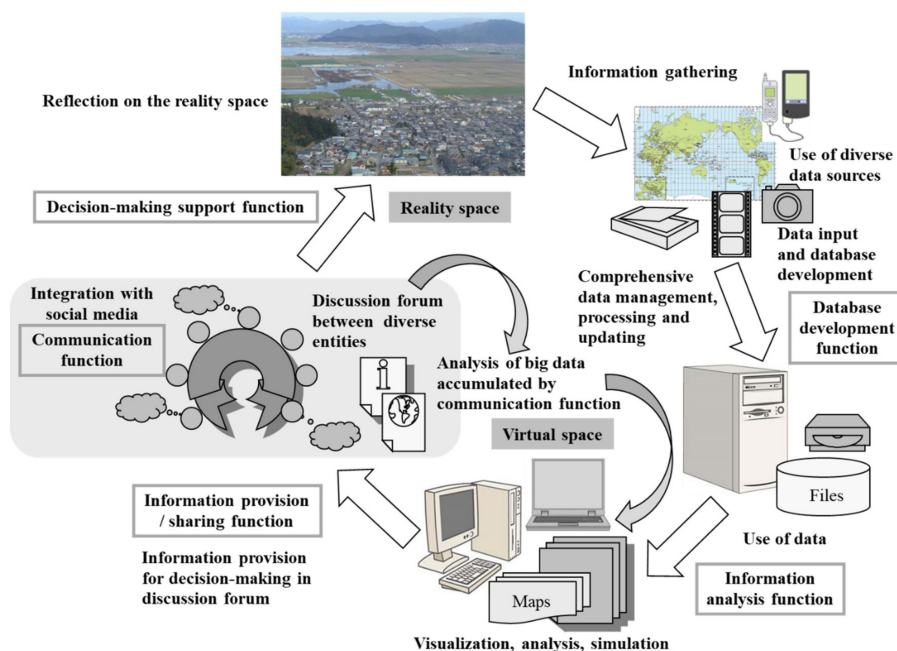 Information gathering
Reflection on the reality space
Use of diverse
data sources
Decision-making support function
Reality space
Data input
and database
development
Comprehensive
data management,
processing and
updating
Database
development
function
Integration with
social media
Communication
function
Discussion forum
between diverse
entities
Analysis of big data
accumulated by
communication function
Virtual space
Files
Information provision
/ sharing function
Information provision
for decision-making in
discussion forum
Use of data
Information
analysis function
Maps
Visualization, analysis, simulation